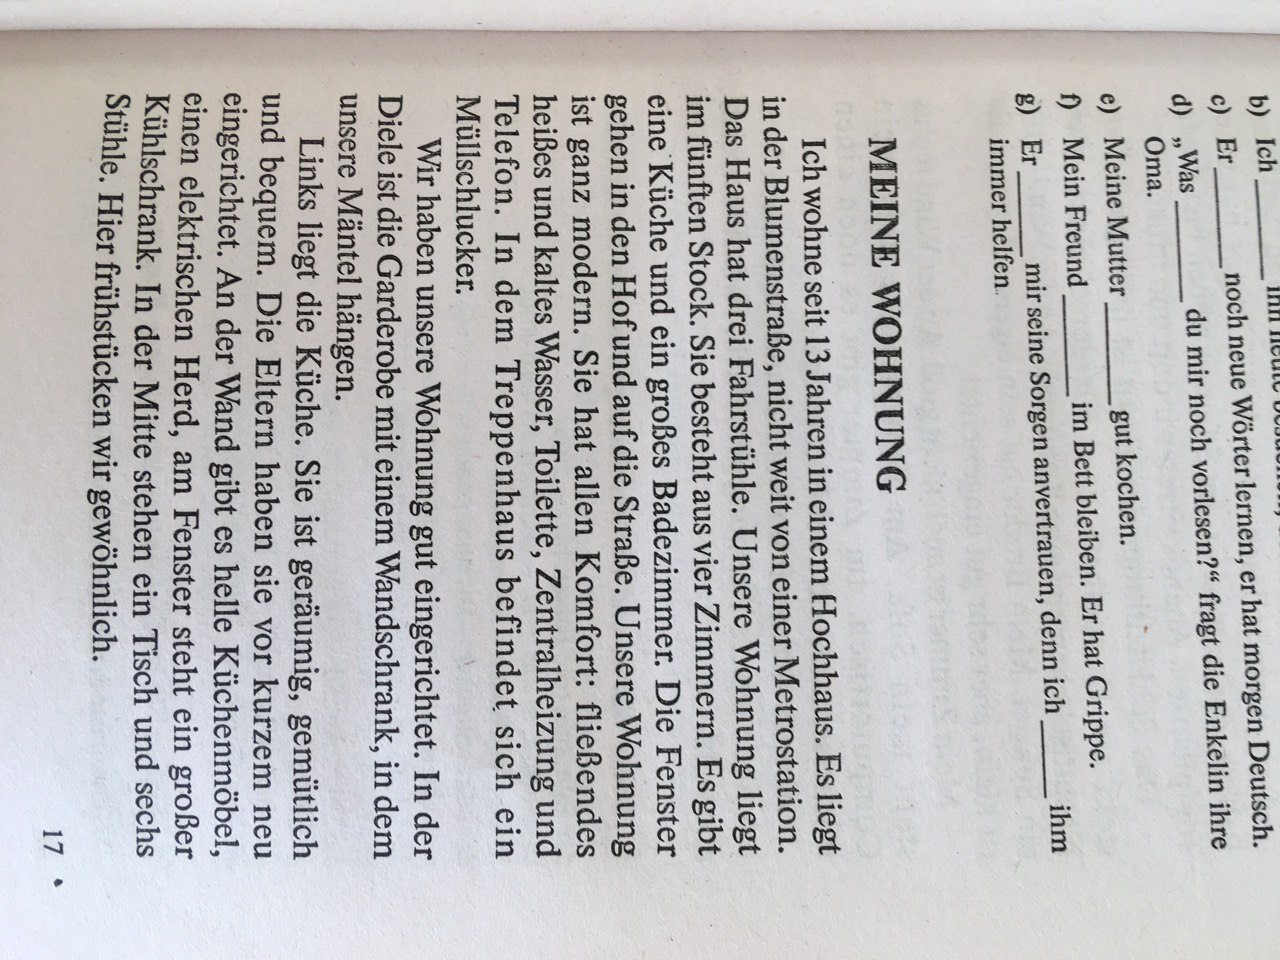 b) Ich _____ ihn heute
c) Er _______ noch neue Wörter lernen, er hat morgen Deutsch.
d) „Was _______ du mir noch vorlesen?“ fragt die Enkelin ihre
Oma.
e) Meine Mutter _______ gut kochen.
f) Mein Freund _______ im Bett bleiben. Er hat Grippe.
g) Er _______ mir seine Sorgen anvertrauen, denn ich _______ ihm
immer helfen.
MEINE WOHNUNG
Ich wohne seit 13 Jahren in einem Hochhaus. Es liegt
in der Blumenstraße, nicht weit von einer Metrostation.
Das Haus hat drei Fahrstühle. Unsere Wohnung liegt
im fünften Stock. Sie besteht aus vier Zimmern. Es gibt
eine Küche und ein großes Badezimmer. Die Fenster
gehen in den Hof und auf die Straße. Unsere Wohnung
ist ganz modern. Sie hat allen Komfort: fließendes
heißes und kaltes Wasser, Toilette, Zentralheizung und
Telefon. In dem Treppenhaus befindet sich ein
Müllschlucker.
Wir haben unsere Wohnung gut eingerichtet. In der
Diele ist die Garderobe mit einem Wandschrank, in dem
unsere Mäntel hängen.
Links liegt die Küche. Sie ist geräumig, gemütlich
und bequem. Die Eltern haben sie vor kurzem neu
eingerichtet. An der Wand gibt es helle Küchenmöbel,
einen elektrischen Herd, am Fenster steht ein großer
Kühlschrank. In der Mitte stehen ein Tisch und sechs
Stühle. Hier frühstücken wir gewöhnlich.
17